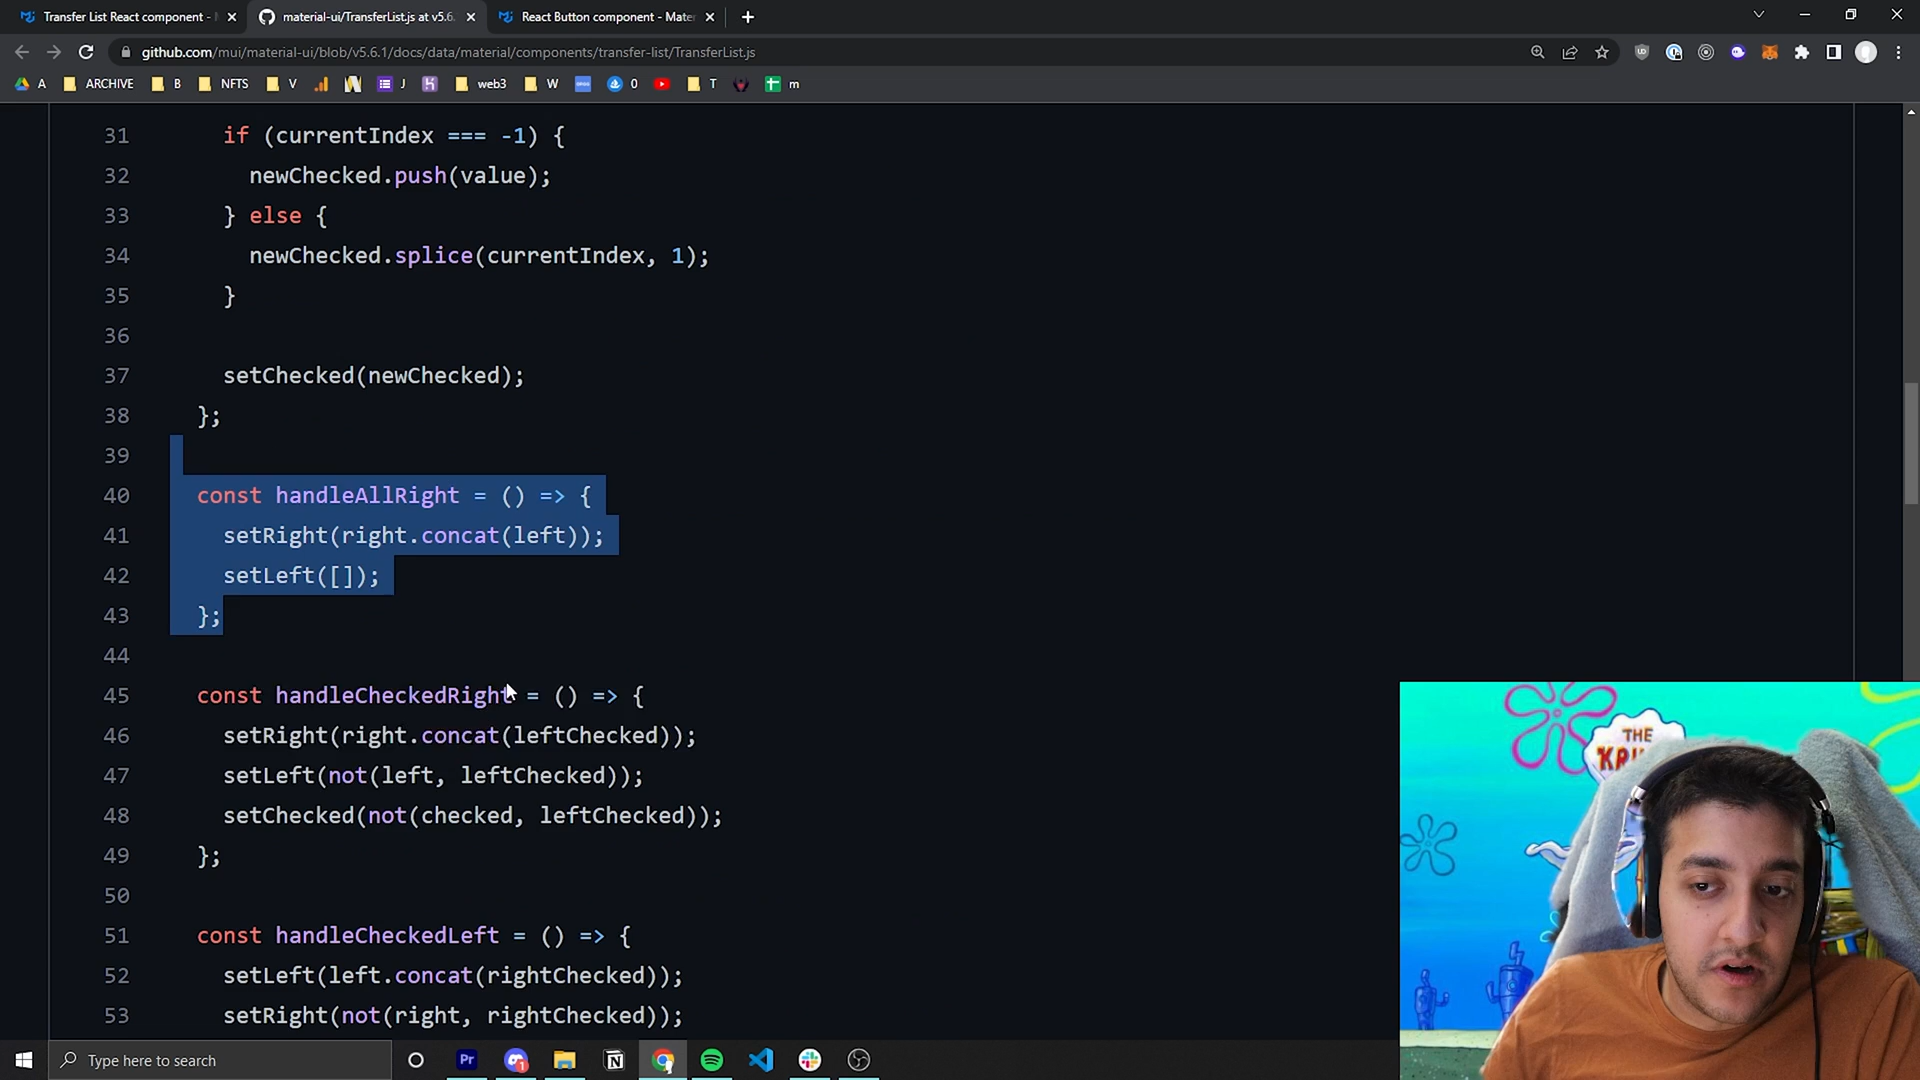 Transfer List React component - M
material-ui/TransferList.js at v5.6.
React Button component - Mater
github.com/mui/material-ui/blob/v5.6.1/docs/data/material/components/transfer-list/TransferList.js
A ARCHIVE B NFTS V J web3 W O T m
31 if (currentIndex === -1) {
32 newChecked.push(value);
33 } else {
34 newChecked.splice(currentIndex, 1);
35 }
36
37 setChecked(newChecked);
38 };
39
40 const handleAllRight = () => {
41 setRight(right.concat(left));
42 setLeft([]);
43 };
44
45 const handleCheckedRight = () => {
46 setRight(right.concat(leftChecked));
47 setLeft(not(left, leftChecked));
48 setChecked(not(checked, leftChecked));
49 };
50
51 const handleCheckedLeft = () => {
52 setLeft(left.concat(rightChecked));
53 setRight(not(right, rightChecked));
THE
Type here to search
Pr
1